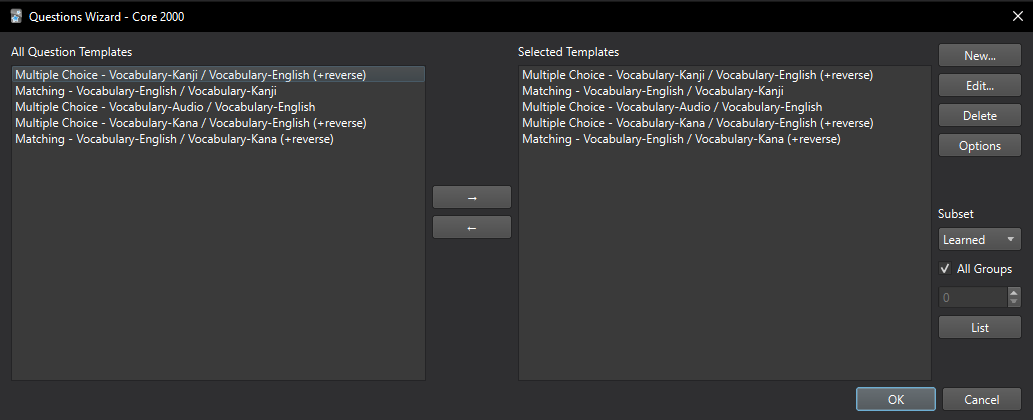 Questions Wizard - Core 2000
All Question Templates
Multiple Choice - Vocabulary-Kanji / Vocabulary-English (+reverse)
Matching - Vocabulary-English / Vocabulary-Kanji
Multiple Choice - Vocabulary-Audio / Vocabulary-English
Multiple Choice - Vocabulary-Kana / Vocabulary-English (+reverse)
Matching - Vocabulary-English / Vocabulary-Kana (+reverse)
→
←
Selected Templates
Multiple Choice - Vocabulary-Kanji / Vocabulary-English (+reverse)
Matching - Vocabulary-English / Vocabulary-Kanji
Multiple Choice - Vocabulary-Audio / Vocabulary-English
Multiple Choice - Vocabulary-Kana / Vocabulary-English (+reverse)
Matching - Vocabulary-English / Vocabulary-Kana (+reverse)
New...
Edit...
Delete
Options
Subset
Learned
All Groups
0
List
OK
Cancel